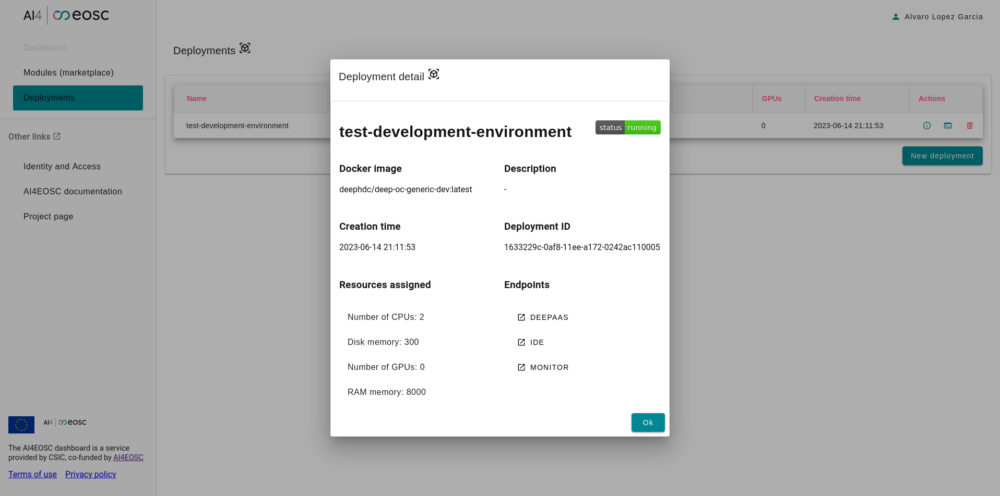 AI4 eosc
Alvaro Lopez Garcia
Dashboard
Modules (marketplace)
Deployments
Other links
Identity and Access
AI4EOSC documentation
Project page
AI4 eosc
The AI4EOSC dashboard is a service
provided by CSIC, co-funded by AI4EOSC
Terms of use Privacy policy
Deployments
Name GPUs Creation time Actions
test-development-environment 0 2023-06-14 21:11:53
New deployment
Deployment detail
test-development-environment status running
Docker image Description
deephdc/deep-oc-generic-dev:latest -
Creation time Deployment ID
2023-06-14 21:11:53 1633229c-0af8-11ee-a172-0242ac110005
Resources assigned Endpoints
Number of CPUs: 2 DEEPAAS
Disk memory: 300 IDE
Number of GPUs: 0 MONITOR
RAM memory: 8000
Ok